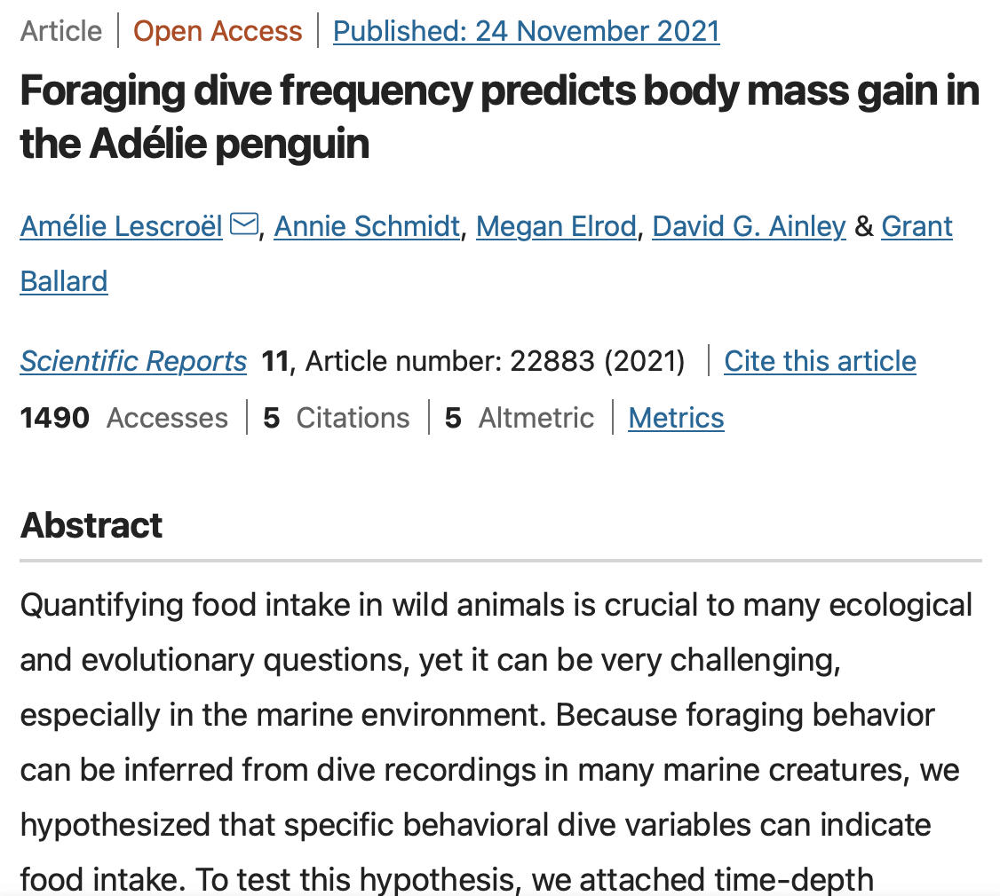 Article | Open Access | Published: 24 November 2021
Foraging dive frequency predicts body mass gain in
the Adélie penguin
Amélie Lescroël, Annie Schmidt, Megan Elrod, David G. Ainley & Grant
Ballard
Scientific Reports 11, Article number: 22883 (2021) | Cite this article
1490 Accesses | 5 Citations | 5 Altmetric | Metrics
Abstract
Quantifying food intake in wild animals is crucial to many ecological
and evolutionary questions, yet it can be very challenging,
especially in the marine environment. Because foraging behavior
can be inferred from dive recordings in many marine creatures, we
hypothesized that specific behavioral dive variables can indicate
food intake. To test this hypothesis, we attached time-depth